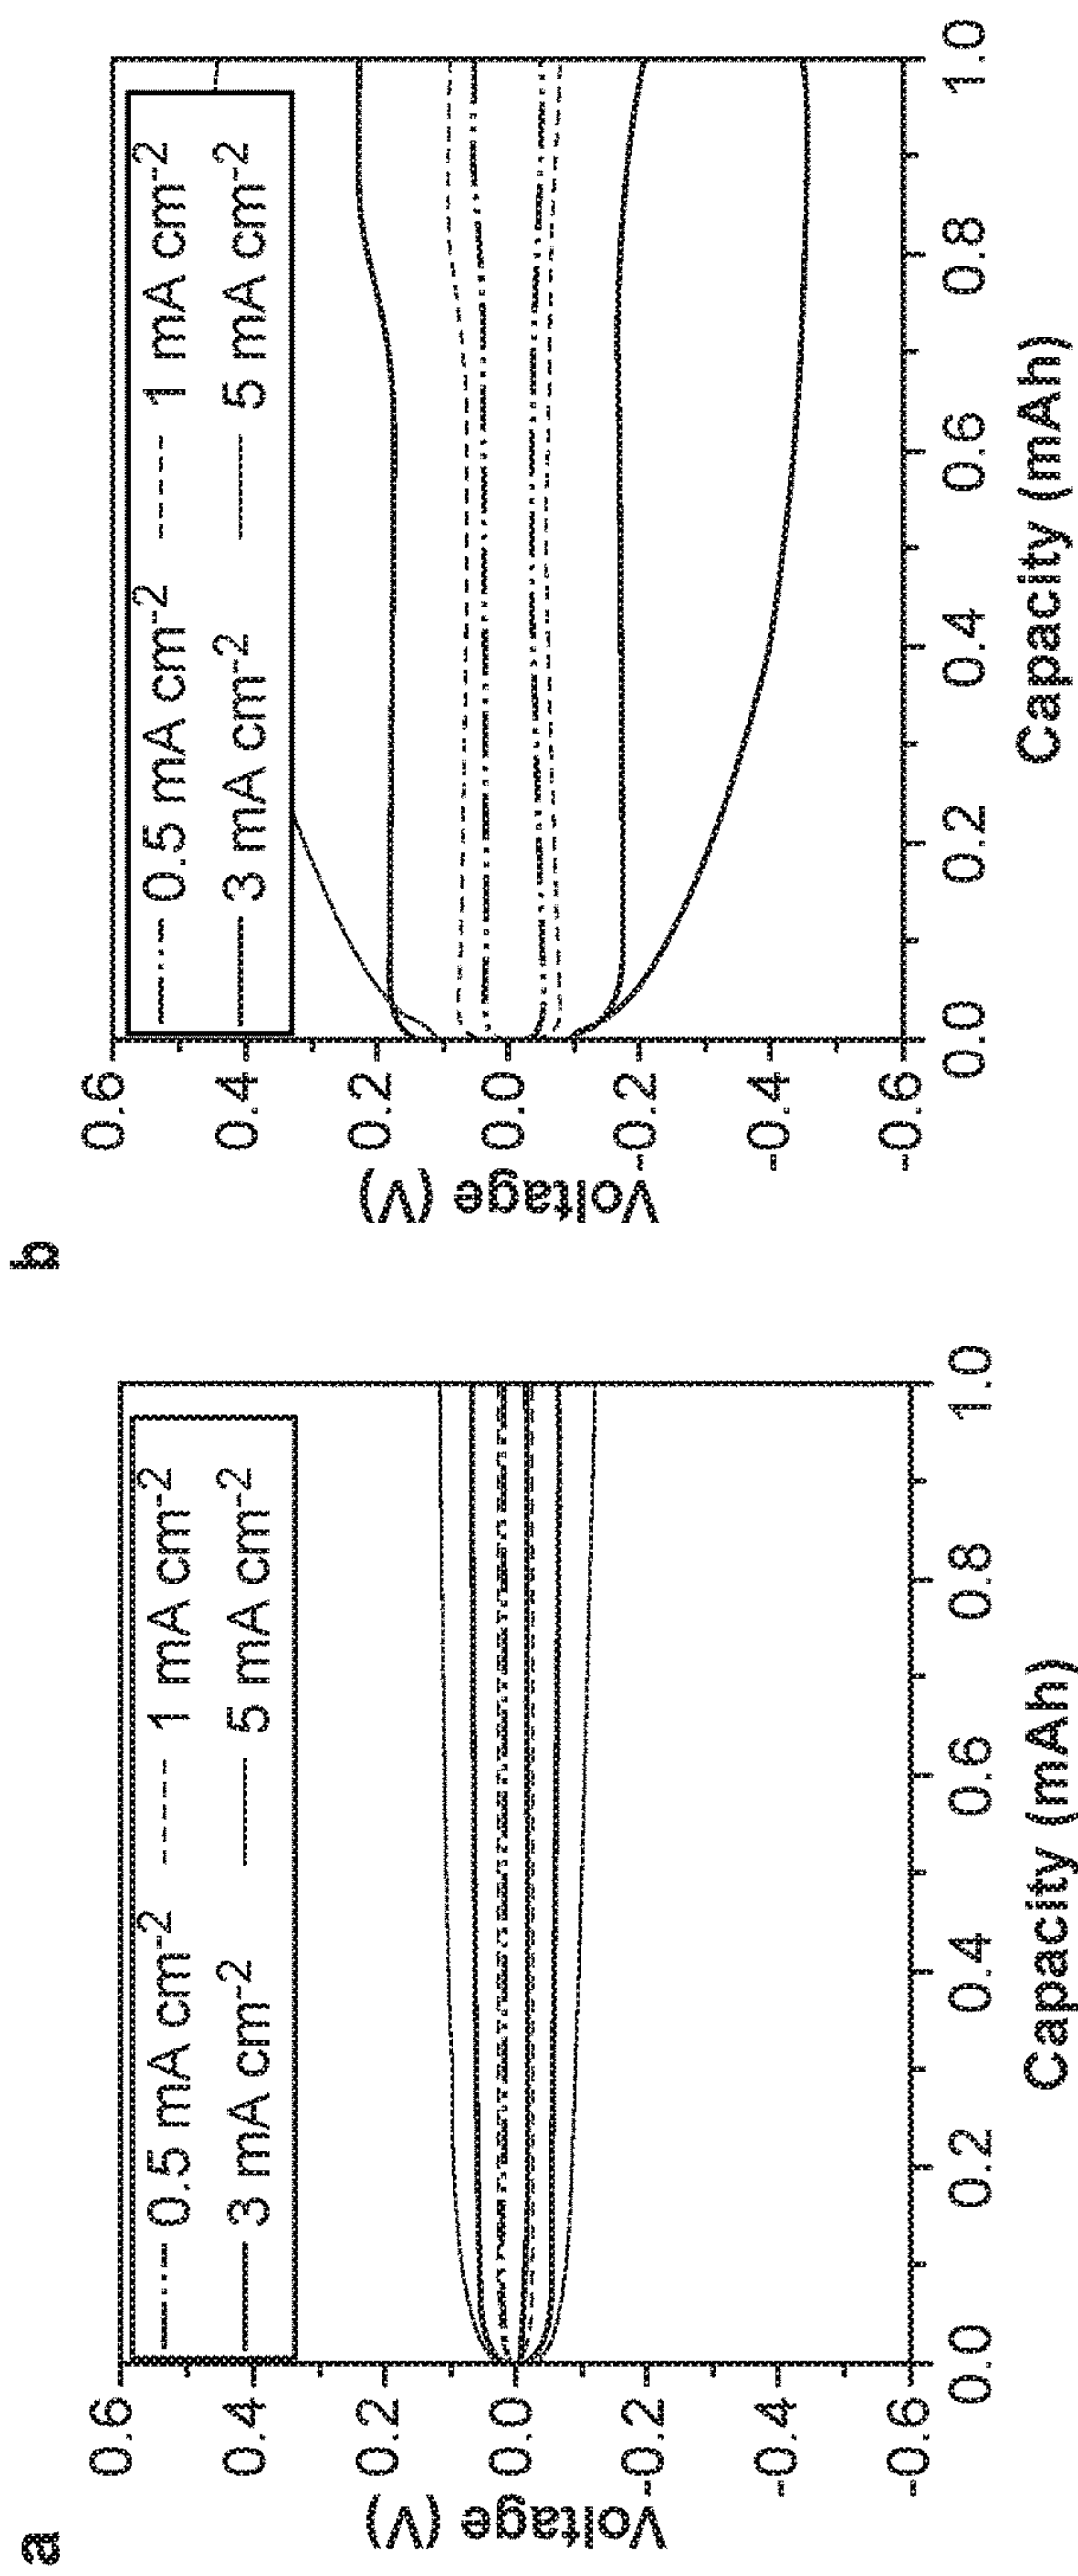 a
0.6
0.4
0.2
0.0
-0.2
-0.4
-0.6
Voltage (V)
0.5 mA cm-2 1 mA cm-2
3 mA cm-2 5 mA cm-2
0.0 0.2 0.4 0.6 0.8 1.0
Capacity (mAh)
b
0.6
0.4
0.2
0.0
-0.2
-0.4
-0.6
Voltage (V)
0.5 mA cm-2 1 mA cm-2
3 mA cm-2 5 mA cm-2
0.0 0.2 0.4 0.6 0.8 1.0
Capacity (mAh)